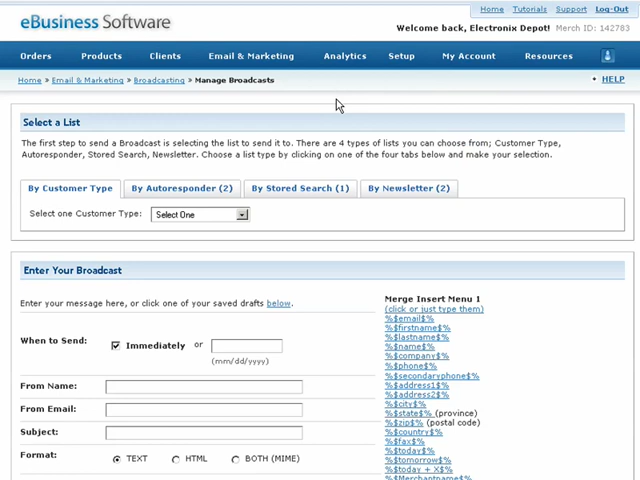 Home Tutorials Support Log-Out
eBusiness Software
Welcome back, Electronix Depot! Merch ID: 142783
Orders Products Clients Email & Marketing Analytics Setup My Account Resources
Home » Email & Marketing » Broadcasting » Manage Broadcasts • HELP
Select a List
The first step to send a Broadcast is selecting the list to send it to. There are 4 types of lists you can choose from; Customer Type,
Autoresponder, Stored Search, Newsletter. Choose a list type by clicking on one of the four tabs below and make your selection.
By Customer Type By Autoresponder (2) By Stored Search (1) By Newsletter (2)
Select one Customer Type: Select One
Enter Your Broadcast
Enter your message here, or click one of your saved drafts below.
When to Send: Immediately or
(mm/dd/yyyy)
From Name:
From Email:
Subject:
Format: TEXT HTML BOTH (MIME)
Merge Insert Menu 1
(click or just type them)
%$email$%
%$firstname$%
%$lastname$%
%$name$%
%$company$%
%$phone$%
%$secondaryphone$%
%$address1$%
%$address2$%
%$city$%
%$state$% (province)
%$zip$% (postal code)
%$country$%
%$fax$%
%$today$%
%$tomorrow$%
%$today + X$%
%$Merchantname$%